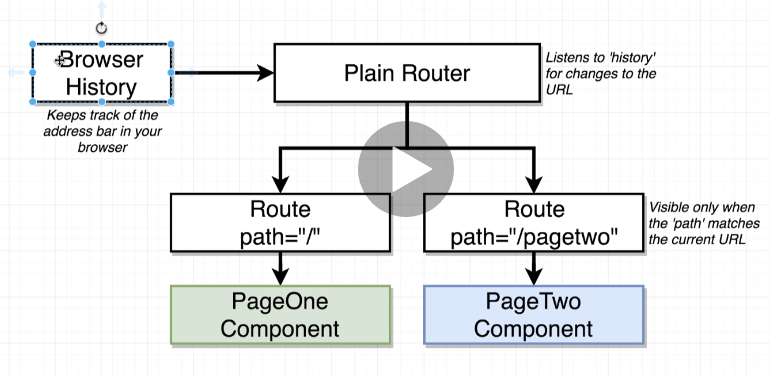 Browser
History
Plain Router
Listens to 'history'
for changes to the
URL
Keeps track of the
address bar in your
browser
Route
path="/"
Route
path="/pagetwo"
Visible only when
the 'path' matches
the current URL
PageOne
Component
PageTwo
Component